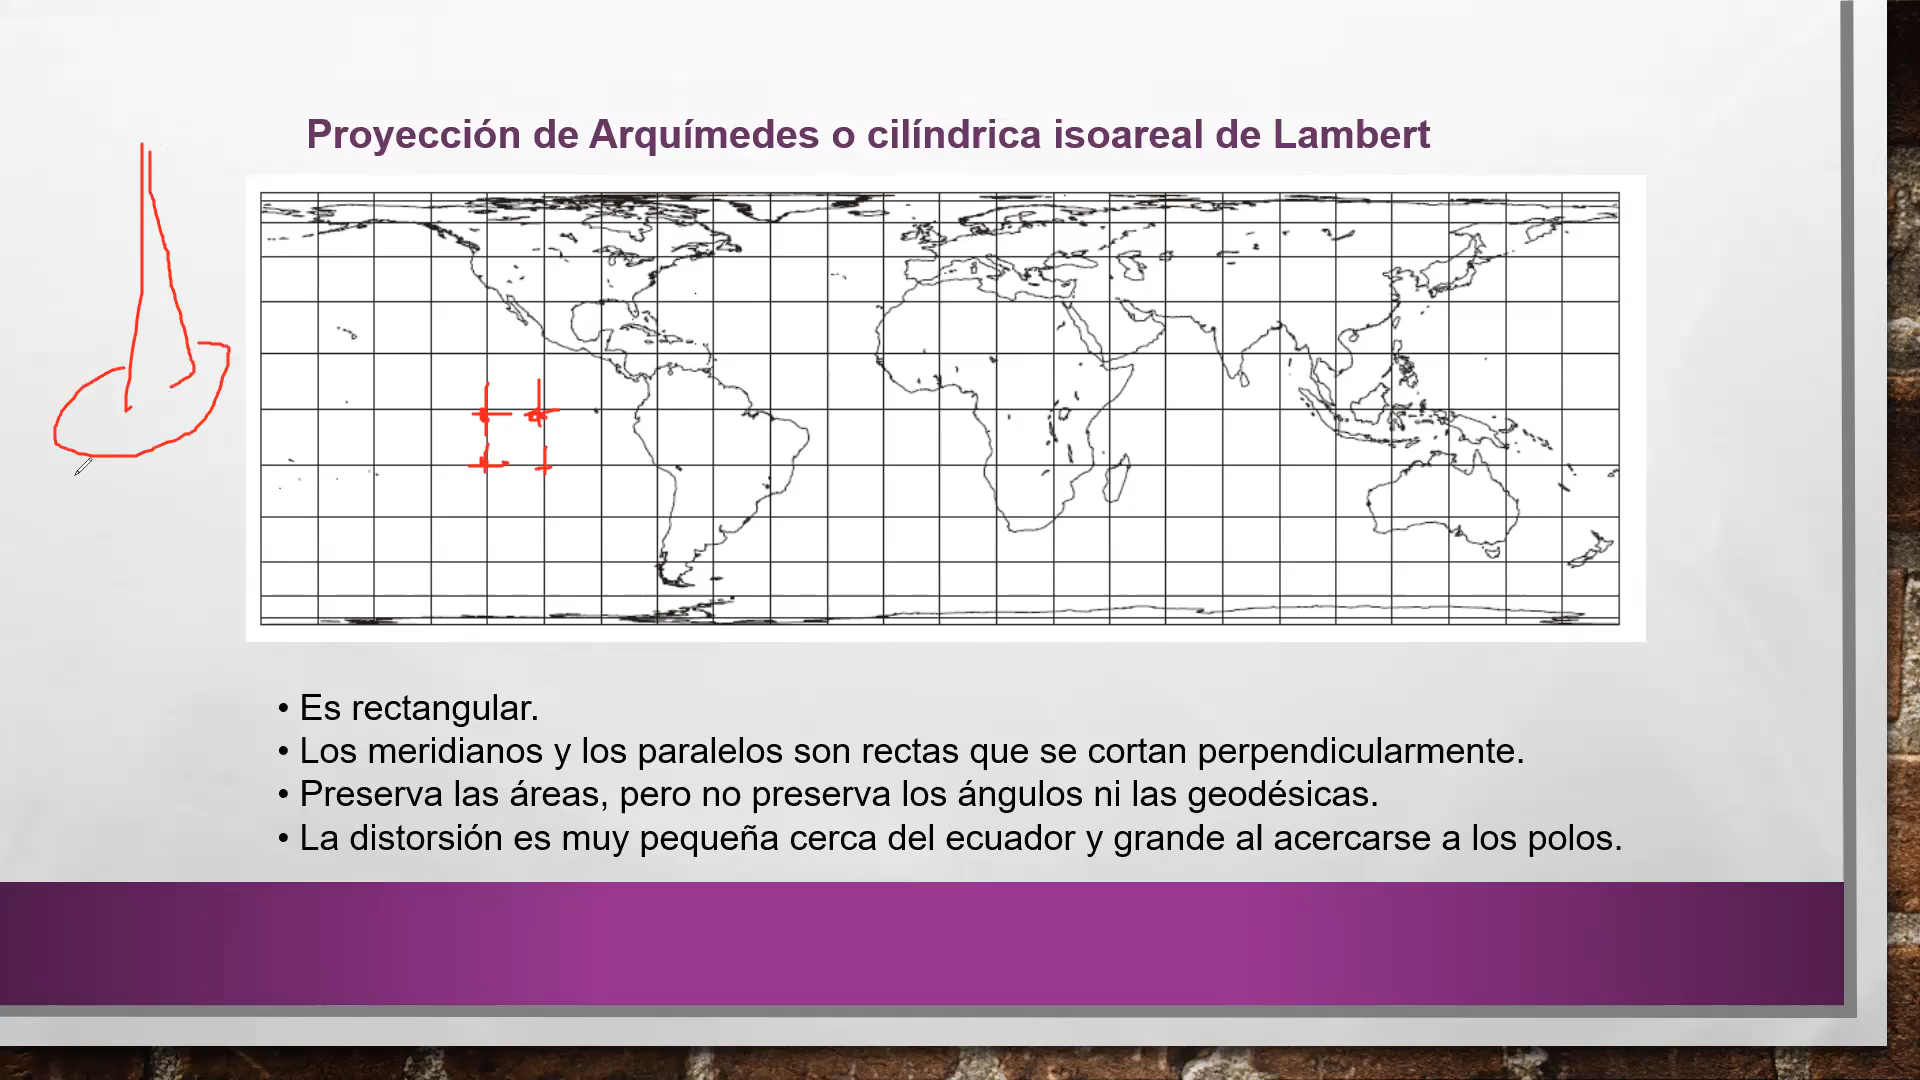 Proyección de Arquímedes o cilíndrica isoareal de Lambert
• Es rectangular.
• Los meridianos y los paralelos son rectas que se cortan perpendicularmente.
• Preserva las áreas, pero no preserva los ángulos ni las geodésicas.
• La distorsión es muy pequeña cerca del ecuador y grande al acercarse a los polos.